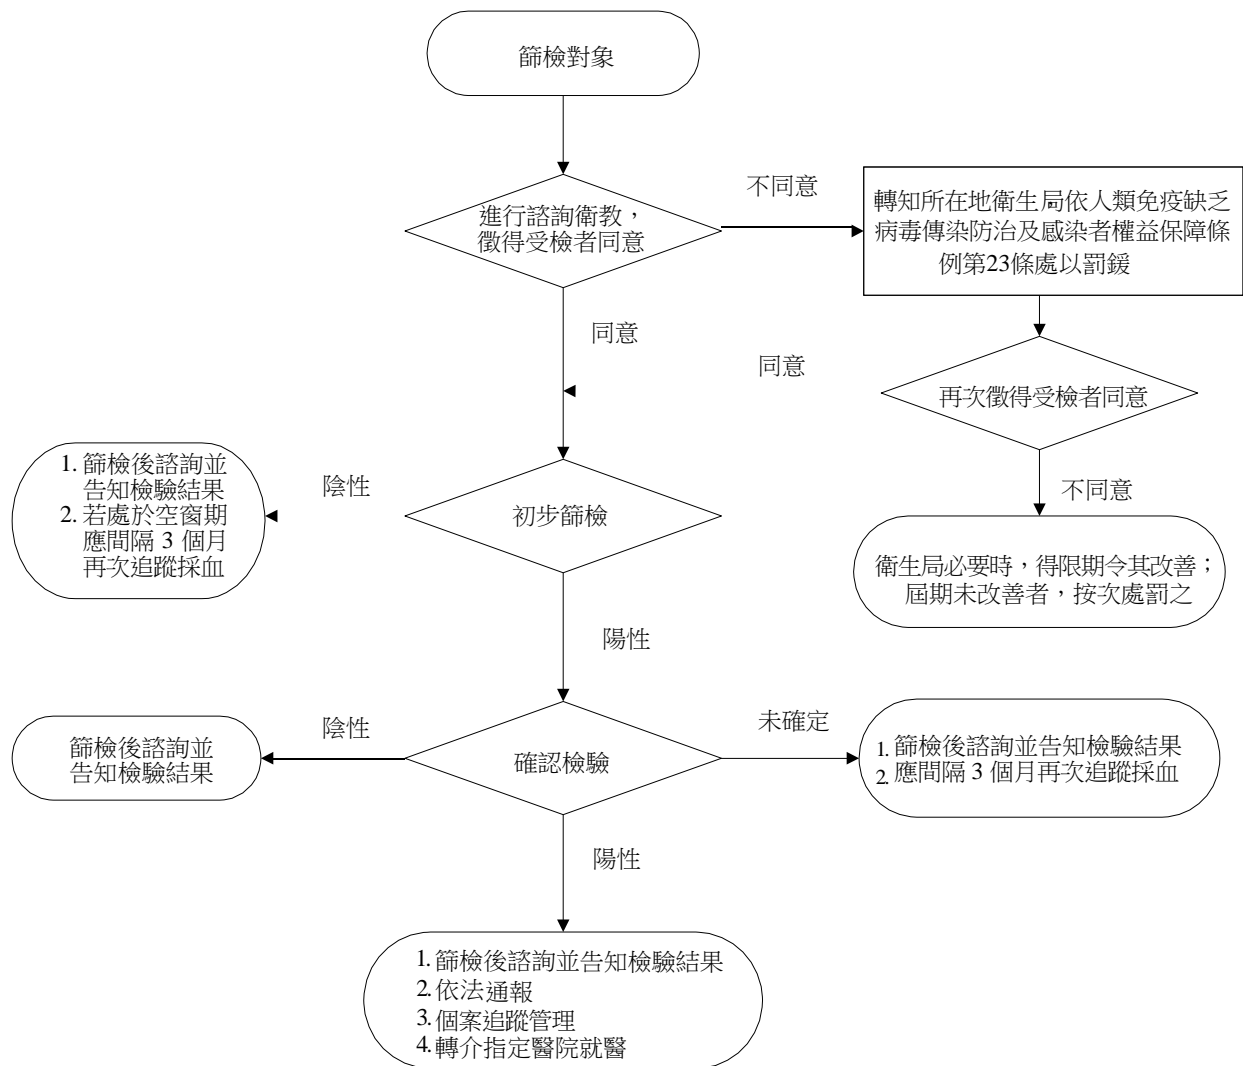 篩檢對象
不同意
進行諮詢衛教，
徵得受檢者同意
轉知所在地衛生局依人類免疫缺乏
病毒傳染防治及感染者權益保障條
例第23條處以罰鍰
同意
同意
再次徵得受檢者同意
1. 篩檢後諮詢並
告知檢驗結果
2. 若處於空窗期
應間隔 3 個月
再次追蹤採血
陰性
初步篩檢
不同意
衛生局必要時，得限期令其改善；
屆期未改善者，按次處罰之
陽性
篩檢後諮詢並
告知檢驗結果
陰性
確認檢驗
未確定
1. 篩檢後諮詢並告知檢驗結果
2. 應間隔 3 個月再次追蹤採血
陽性
1. 篩檢後諮詢並告知檢驗結果
2. 依法通報
3. 個案追蹤管理
4. 轉介指定醫院就醫